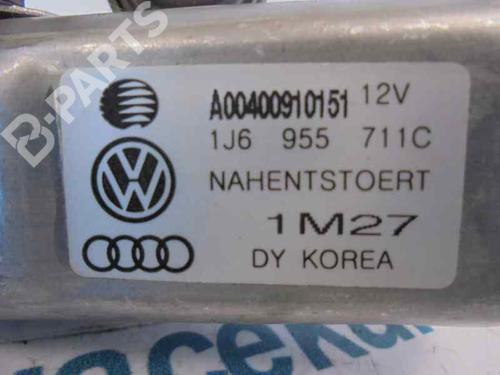 B-PARTS
A00400910151 12V
1J6 955 711C
NAHENTSTOERT
1M27
DY KOREA